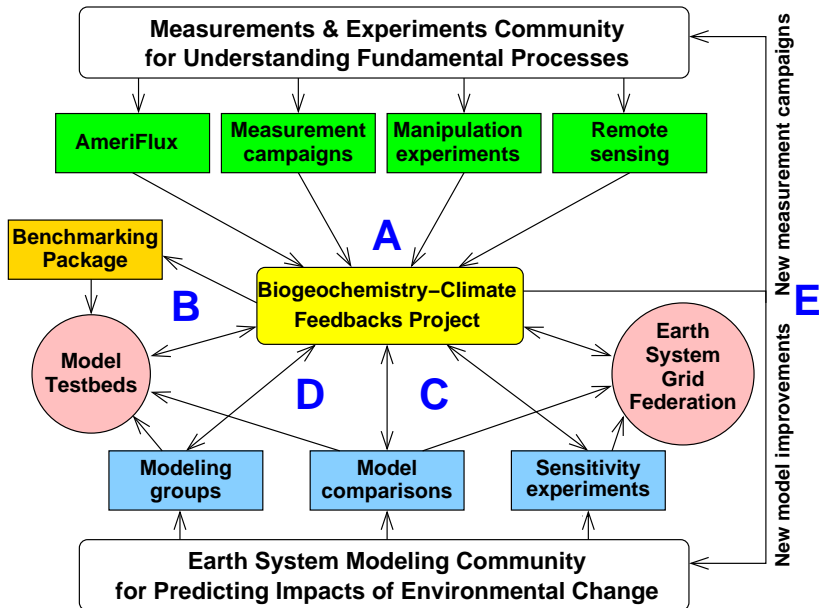 Measurements & Experiments Community
for Understanding Fundamental Processes
AmeriFlux
Measurement
campaigns
Manipulation
experiments
Remote
sensing
New measurement campaigns
A
Benchmarking
Package
B
Biogeochemistry−Climate
Feedbacks Project
E
Model
Testbeds
Earth
System
Grid
Federation
D
C
New model improvements
Modeling
groups
Model
comparisons
Sensitivity
experiments
Earth System Modeling Community
for Predicting Impacts of Environmental Change